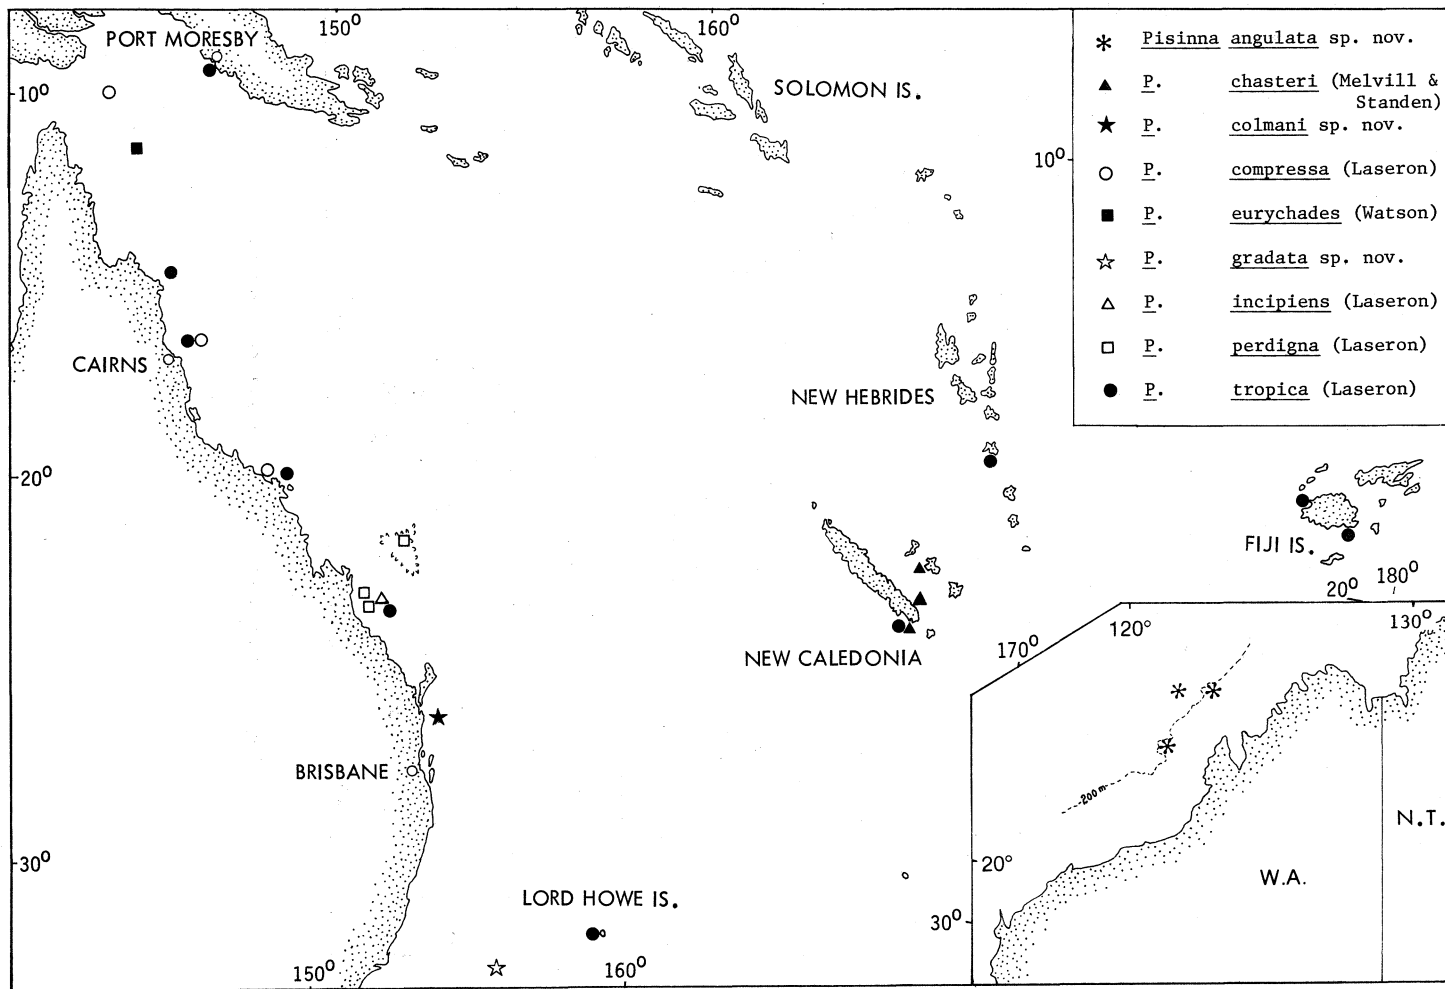 150°
160°
PORT MORESBY
SOLOMON IS.
10°
10°
Pisinna angulata sp. nov.
P. chasteri (Melvill &
Standen)
P. colmani sp. nov.
P. compressa (Laseron)
P. eurychades (Watson)
P. gradata sp. nov.
P. incipiens (Laseron)
P. perdigna (Laseron)
P. tropica (Laseron)
CAIRNS
NEW HEBRIDES
20°
FIJI IS.
20° 180°
170°
120°
130°
NEW CALEDONIA
BRISBANE
200 m
N.T.
20°
W.A.
30°
LORD HOWE IS.
30°
150°
160°